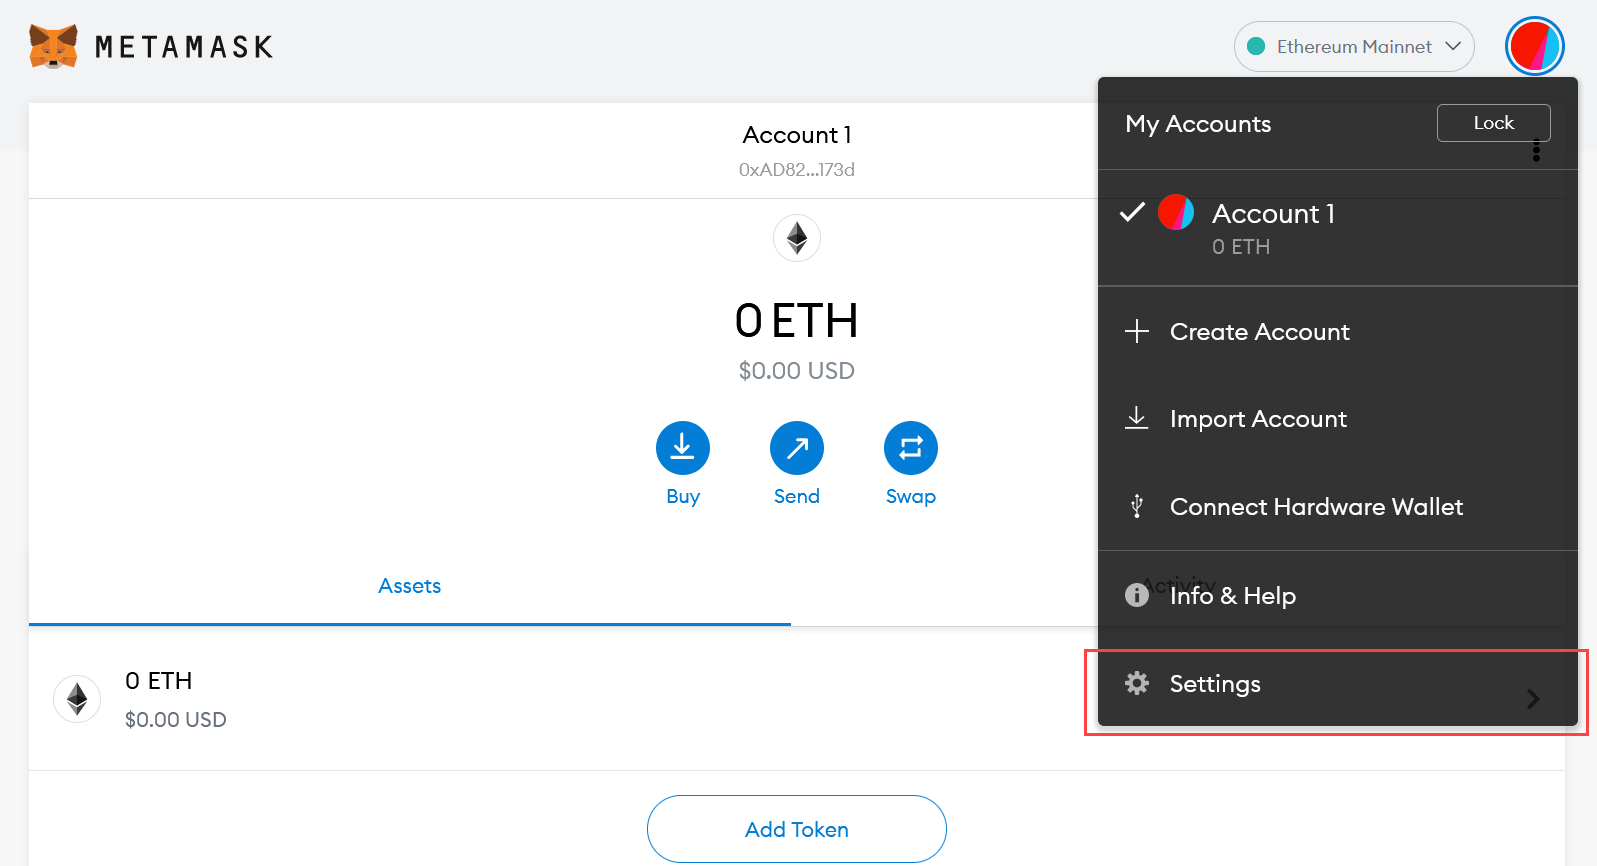 METAMASK
Ethereum Mainnet
My Accounts
Lock
Account 1
0xAD82...173d
Account 1
0 ETH
0 ETH
$0.00 USD
Create Account
Import Account
Connect Hardware Wallet
Buy
Send
Swap
Assets
Activity
Info & Help
Settings
0 ETH
$0.00 USD
Add Token